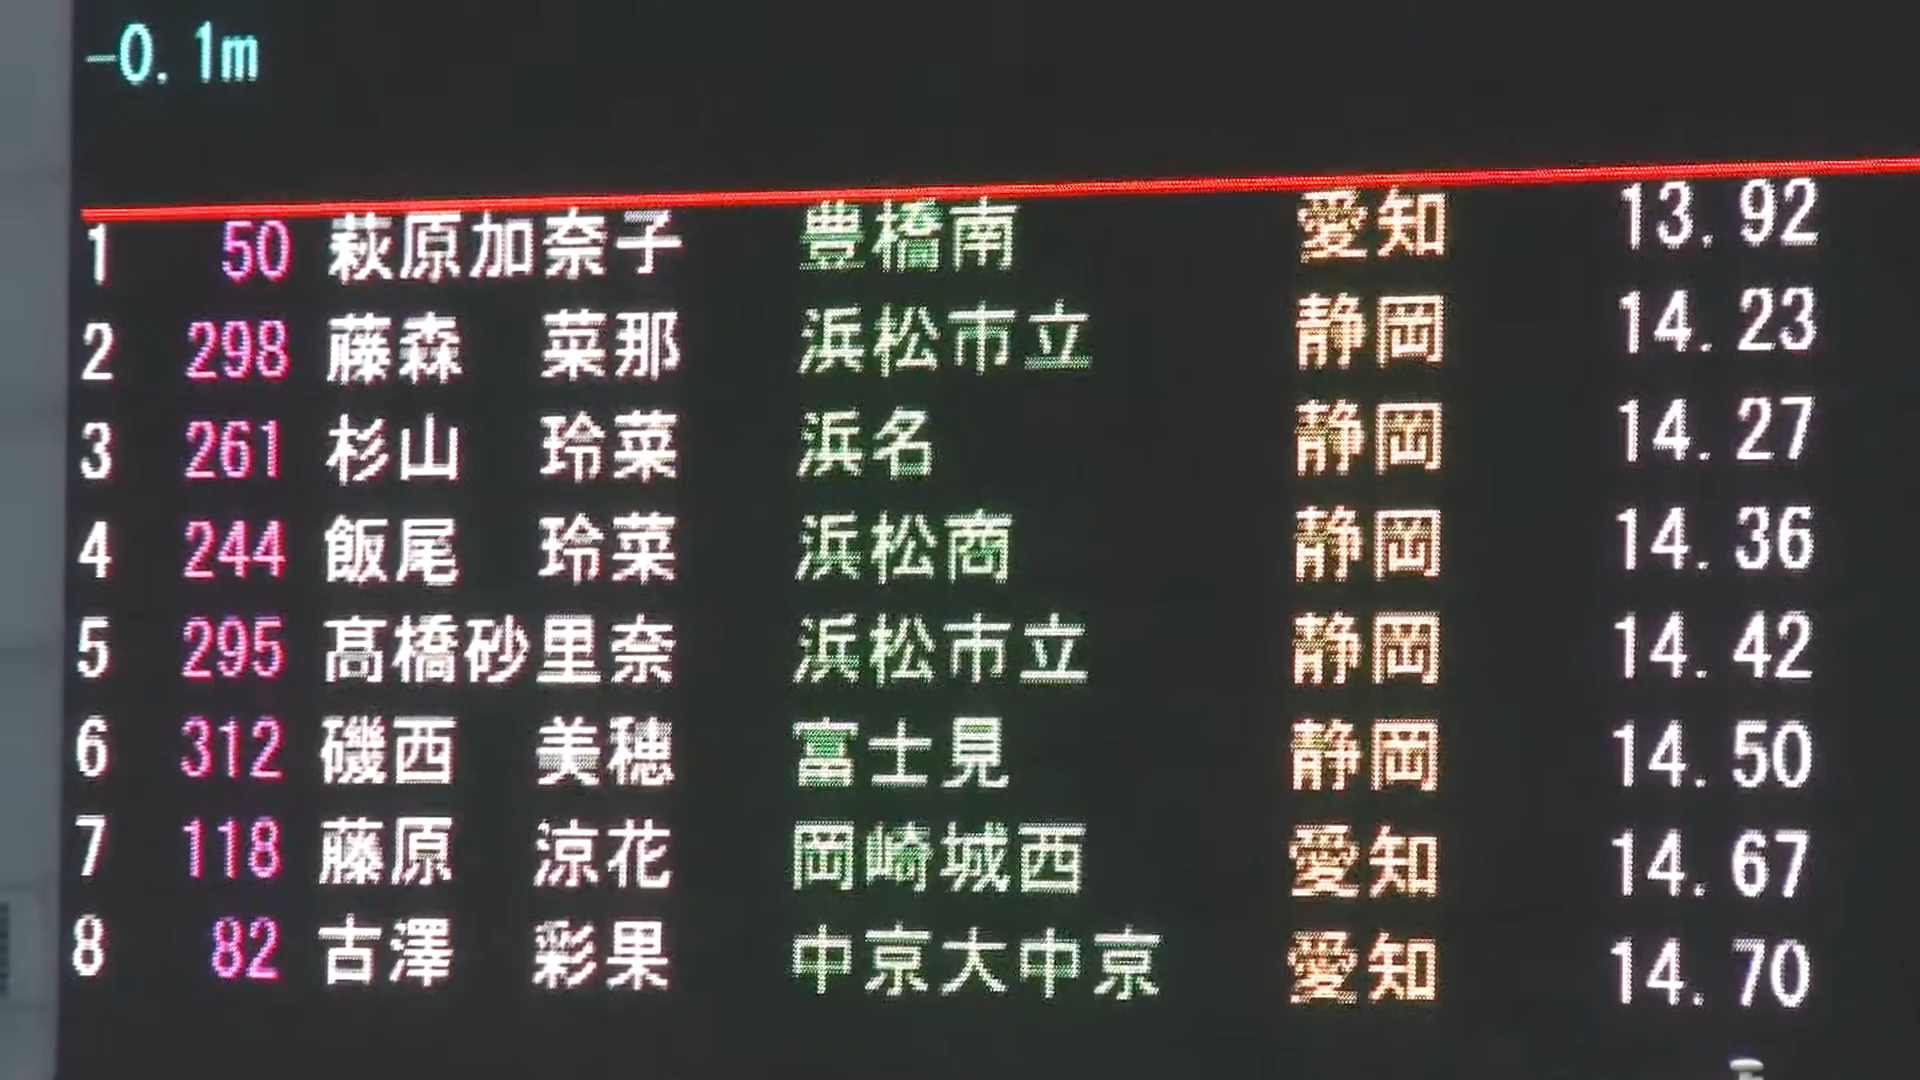 -0.1m
1 50 萩原加奈子 豊橋南 愛知 13.92
2 298 藤森 菜那 浜松市立 静岡 14.23
3 261 杉山 玲菜 浜名 静岡 14.27
4 244 飯尾 玲菜 浜松商 静岡 14.36
5 295 髙橋砂里奈 浜松市立 静岡 14.42
6 312 磯西 美穂 富士見 静岡 14.50
7 118 藤原 涼花 岡崎城西 愛知 14.67
8 82 古澤 彩果 中京大中京 愛知 14.70